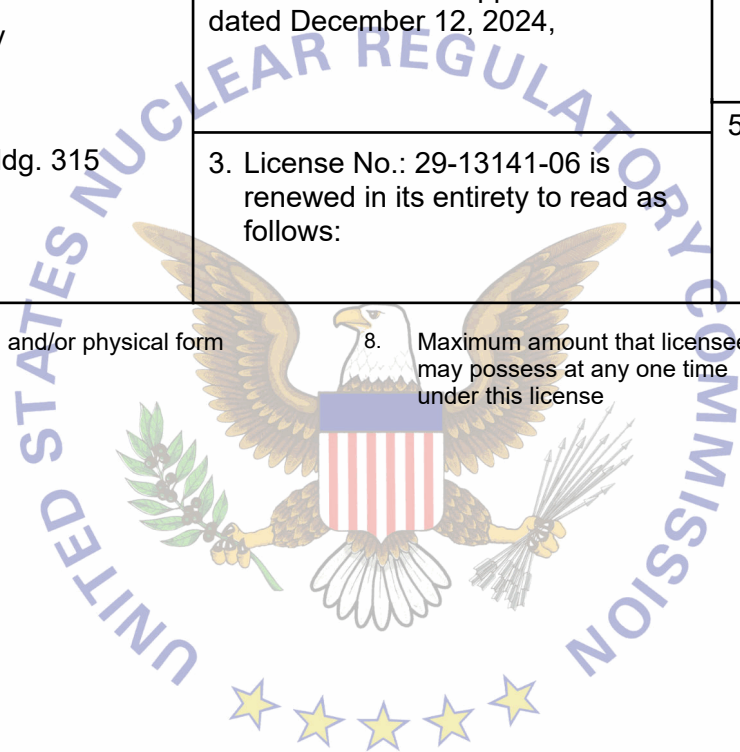 dated December 12, 2024,
ldg. 315
3. License No.: 29-13141-06 is
renewed in its entirety to read as
follows:
5
and/or physical form
8. Maximum amount that licensee
may possess at any one time
under this license
UNITED STATES NUCLEAR REGULATORY COMMISSION